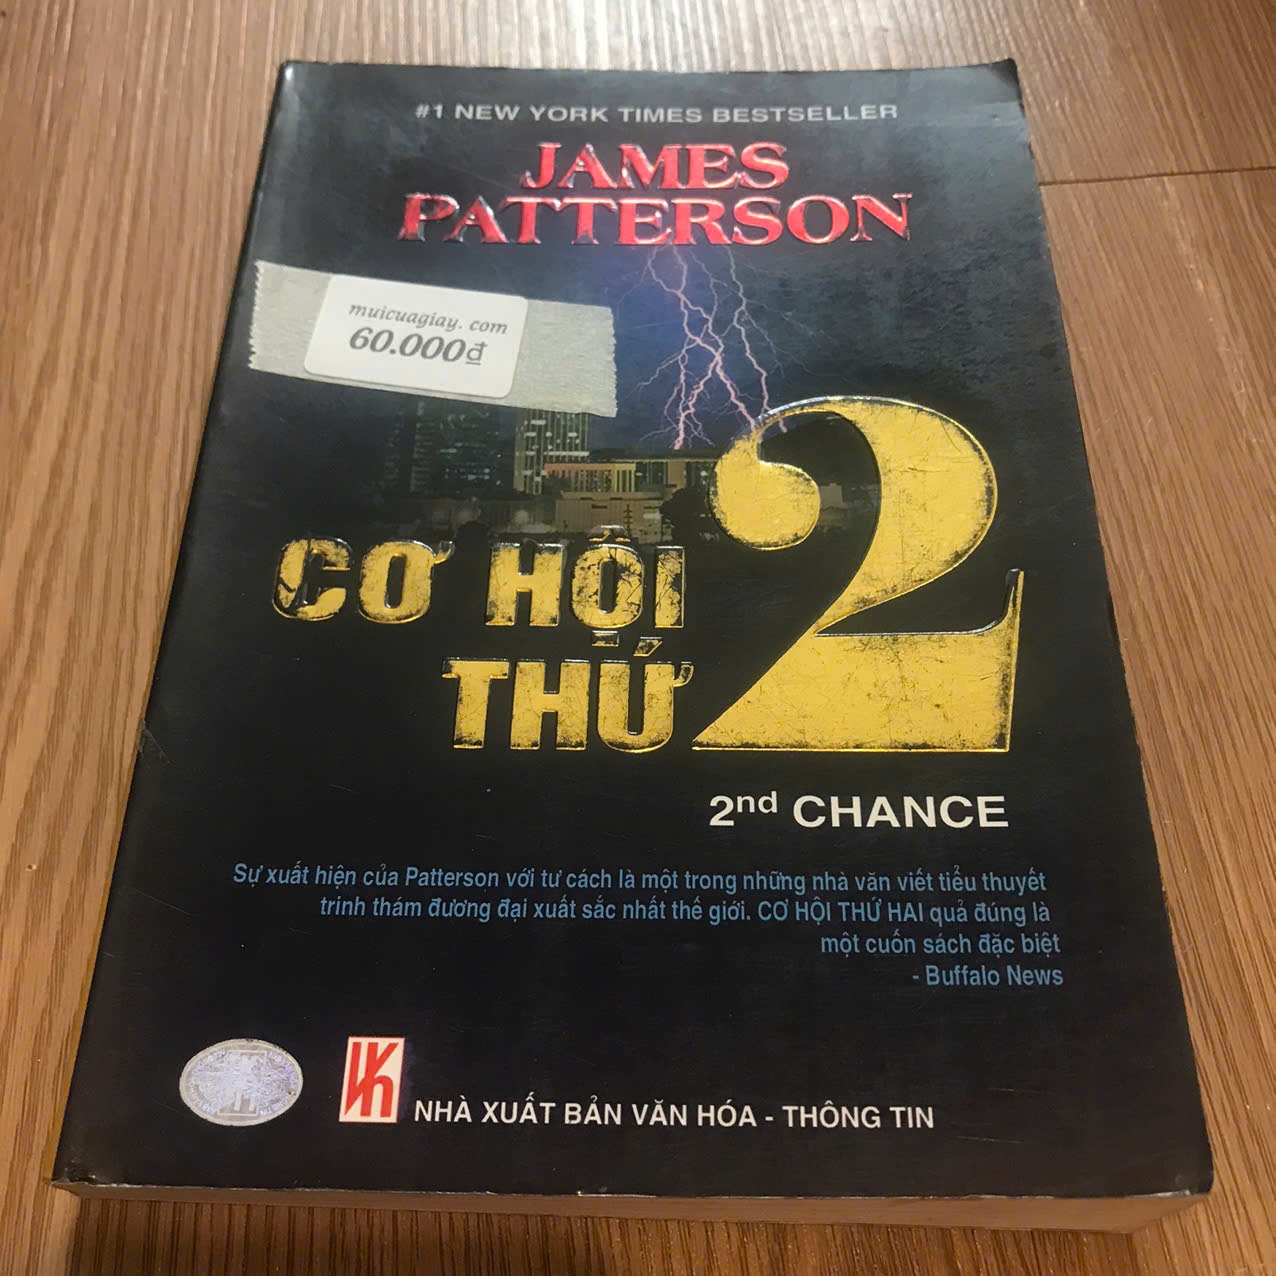 #1 NEW YORK TIMES BESTSELLER
JAMES
PATTERSON
muicuagiay. com
60.000₫
2
CƠ HỘI
THỨ
2nd CHANCE
Sự xuất hiện của Patterson với tư cách là một trong những nhà văn viết tiểu thuyết
trinh thám đương đại xuất sắc nhất thế giới. CƠ HỘI THỨ HAI quả đúng là
một cuốn sách đặc biệt
- Buffalo News
NHÀ XUẤT BẢN VĂN HÓA - THÔNG TIN